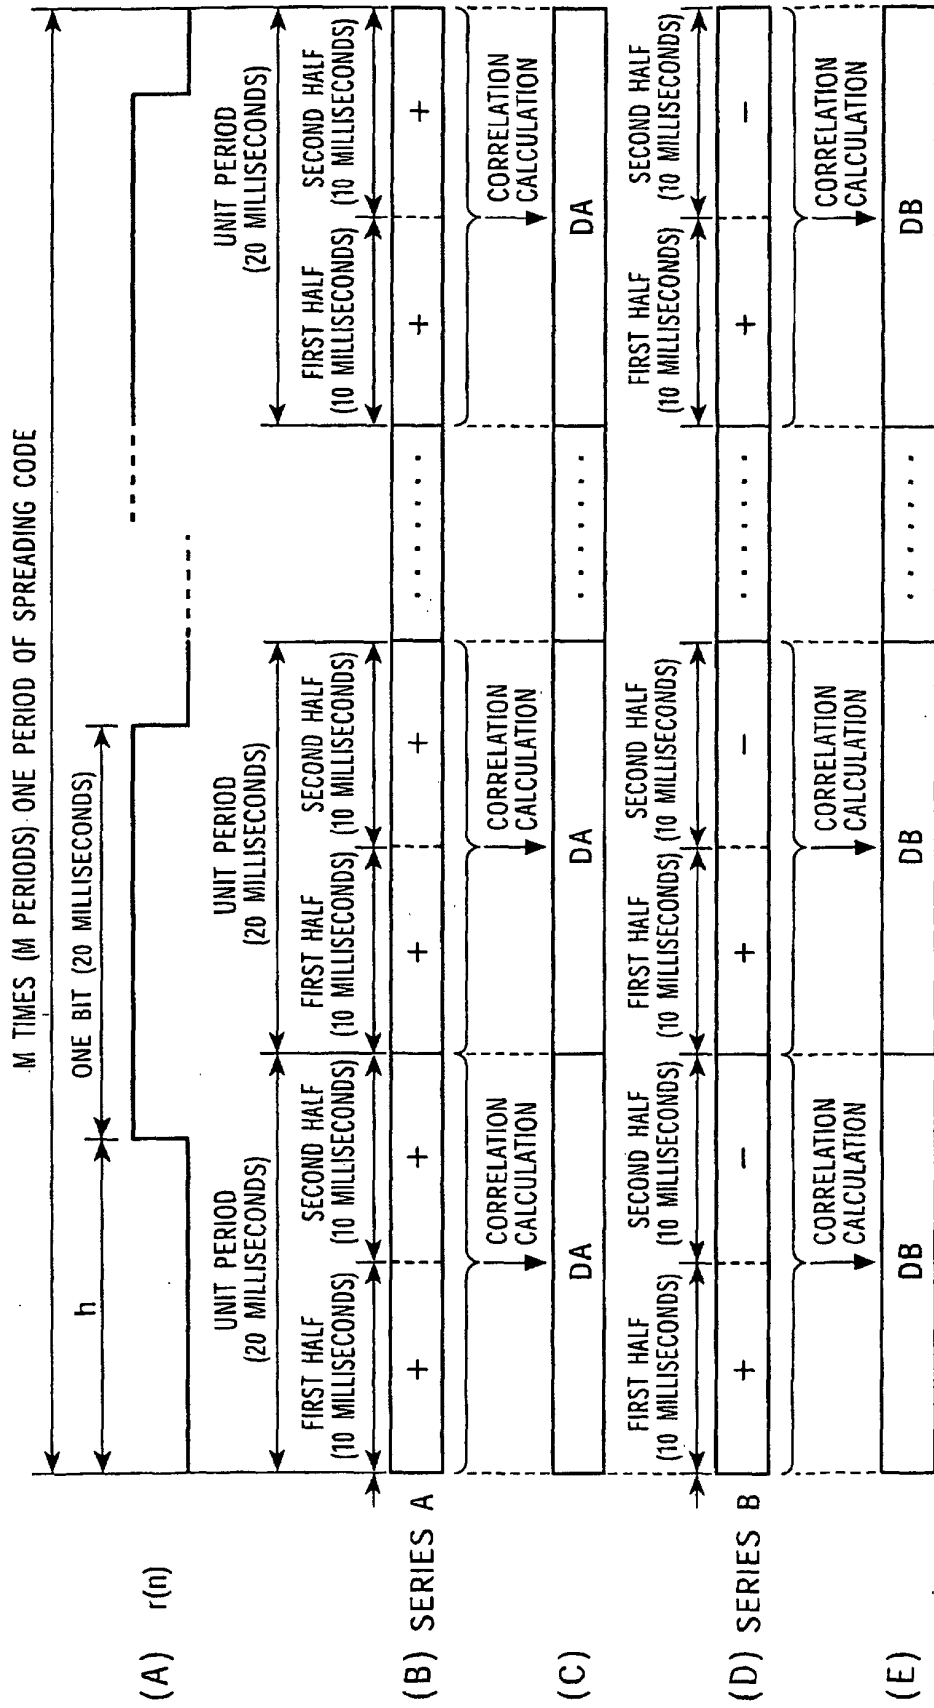 M TIMES (M PERIODS) ONE PERIOD OF SPREADING CODE
h
ONE BIT (20 MILLISECONDS)
(A) r(n)
UNIT PERIOD
(20 MILLISECONDS)
UNIT PERIOD
(20 MILLISECONDS)
UNIT PERIOD
(20 MILLISECONDS)
FIRST HALF
(10 MILLISECONDS)
SECOND HALF
(10 MILLISECONDS)
FIRST HALF
(10 MILLISECONDS)
SECOND HALF
(10 MILLISECONDS)
FIRST HALF
(10 MILLISECONDS)
SECOND HALF
(10 MILLISECONDS)
(B) SERIES A + + + + ······· + +
CORRELATION
CALCULATION
CORRELATION
CALCULATION
CORRELATION
CALCULATION
(C) DA DA ······· DA
FIRST HALF
(10 MILLISECONDS)
SECOND HALF
(10 MILLISECONDS)
FIRST HALF
(10 MILLISECONDS)
SECOND HALF
(10 MILLISECONDS)
FIRST HALF
(10 MILLISECONDS)
SECOND HALF
(10 MILLISECONDS)
(D) SERIES B + − + − ······· + −
CORRELATION
CALCULATION
CORRELATION
CALCULATION
CORRELATION
CALCULATION
(E) DB DB ······· DB